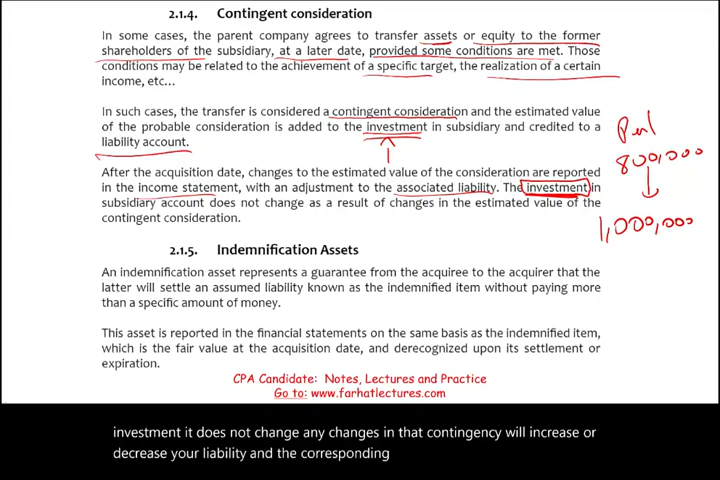 2.1.4. Contingent consideration
In some cases, the parent company agrees to transfer assets or equity to the former
shareholders of the subsidiary, at a later date, provided some conditions are met. Those
conditions may be related to the achievement of a specific target, the realization of a certain
income, etc...
In such cases, the transfer is considered a contingent consideration and the estimated value
of the probable consideration is added to the investment in subsidiary and credited to a
liability account.
After the acquisition date, changes to the estimated value of the consideration are reported
in the income statement, with an adjustment to the associated liability. The investment in
subsidiary account does not change as a result of changes in the estimated value of the
contingent consideration.
800,000
1,000,000
2.1.5. Indemnification Assets
An indemnification asset represents a guarantee from the acquiree to the acquirer that the
latter will settle an assumed liability known as the indemnified item without paying more
than a specific amount of money.
This asset is reported in the financial statements on the same basis as the indemnified item,
which is the fair value at the acquisition date, and derecognized upon its settlement or
expiration.
CPA Candidate: Notes, Lectures and Practice
Go to: www.farhatlectures.com
investment it does not change any changes in that contingency will increase or
decrease your liability and the corresponding